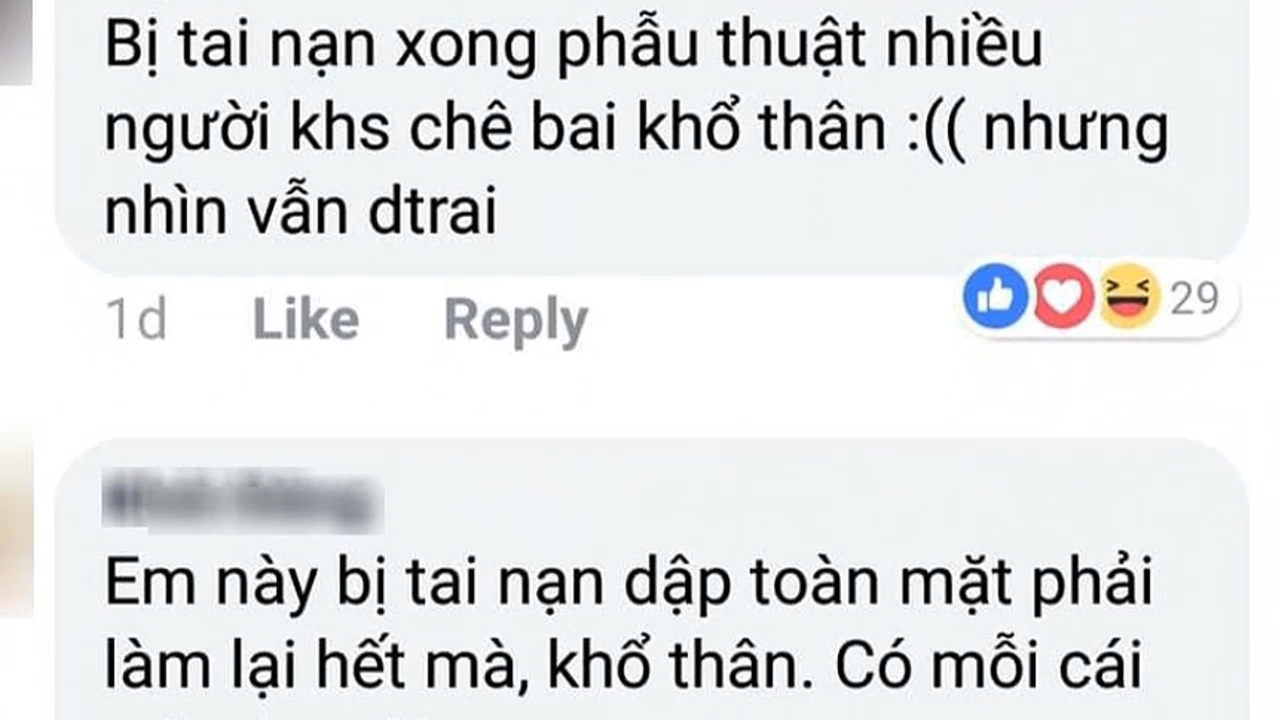 Bị tai nạn xong phẫu thuật nhiều
người khs chê bai khổ thân :(( nhưng
nhìn vẫn dtrai
1d Like Reply 29
Em này bị tai nạn dập toàn mặt phải
làm lại hết mà, khổ thân. Có mỗi cái